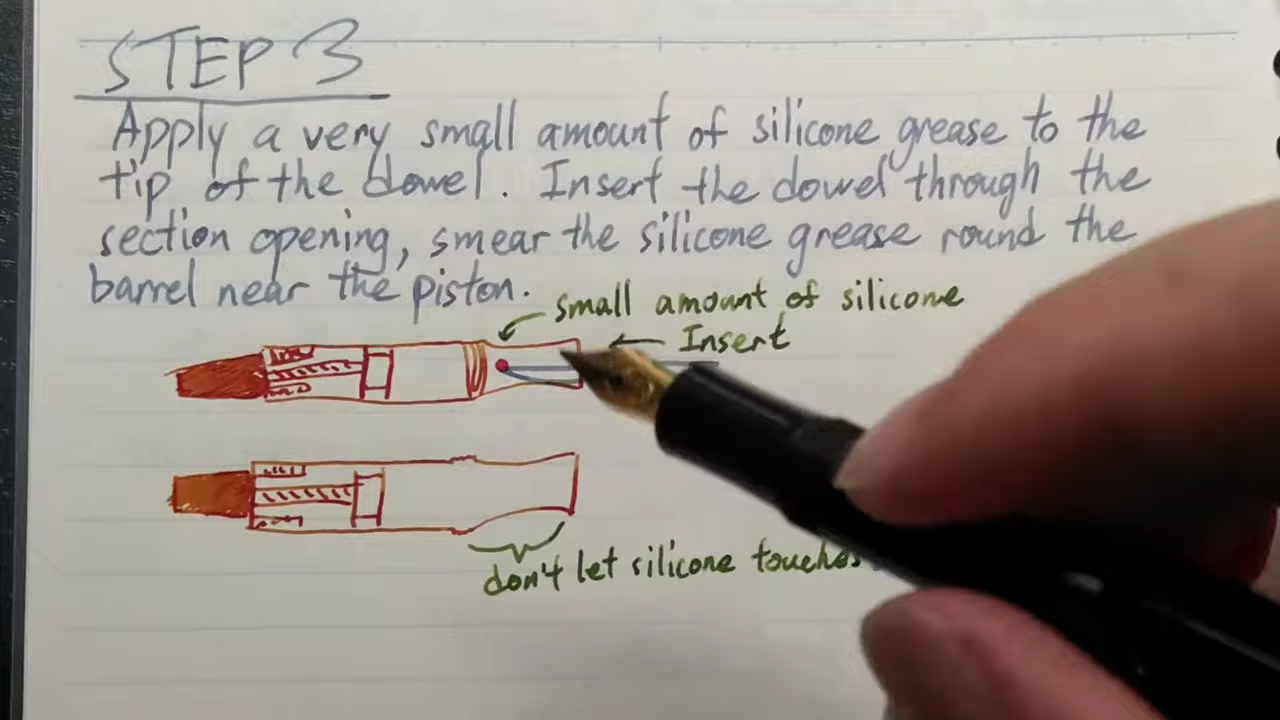 STEP 3
Apply a very small amount of silicone grease to the
tip of the dowel. Insert the dowel through the
section opening, smear the silicone grease round the
barrel near the piston.
small amount of silicone
Insert
don't let silicone touches